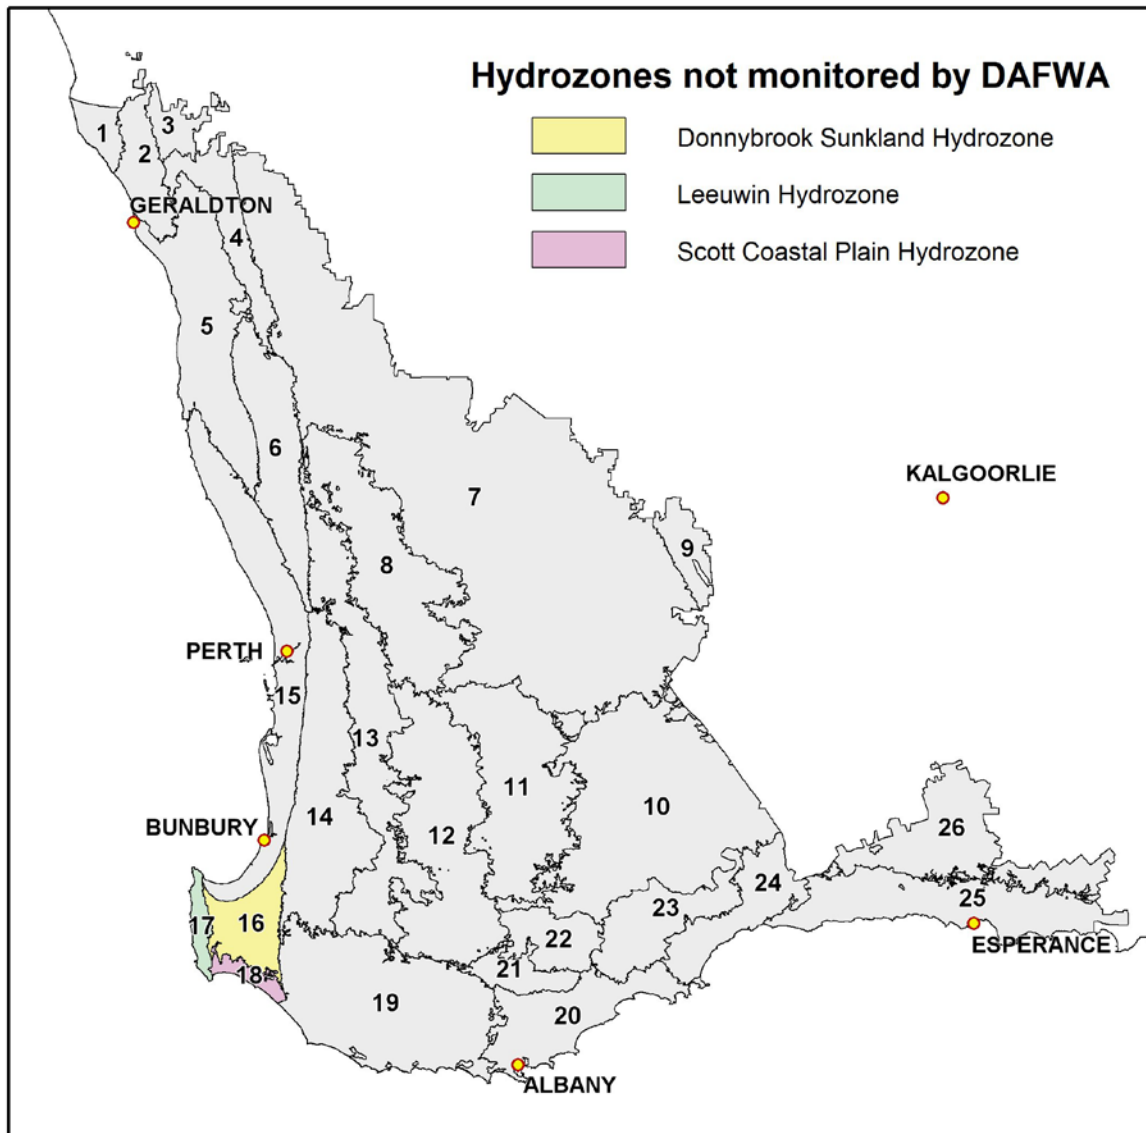 Hydrozones not monitored by DAFWA
Donnybrook Sunkland Hydrozone
Leeuwin Hydrozone
Scott Coastal Plain Hydrozone
1
2
3
GERALDTON
4
5
6
7
KALGOORLIE
8
9
PERTH
15
13
14
12
11
10
BUNBURY
26
24
25
23
ESPERANCE
17
16
22
18
21
19
20
ALBANY